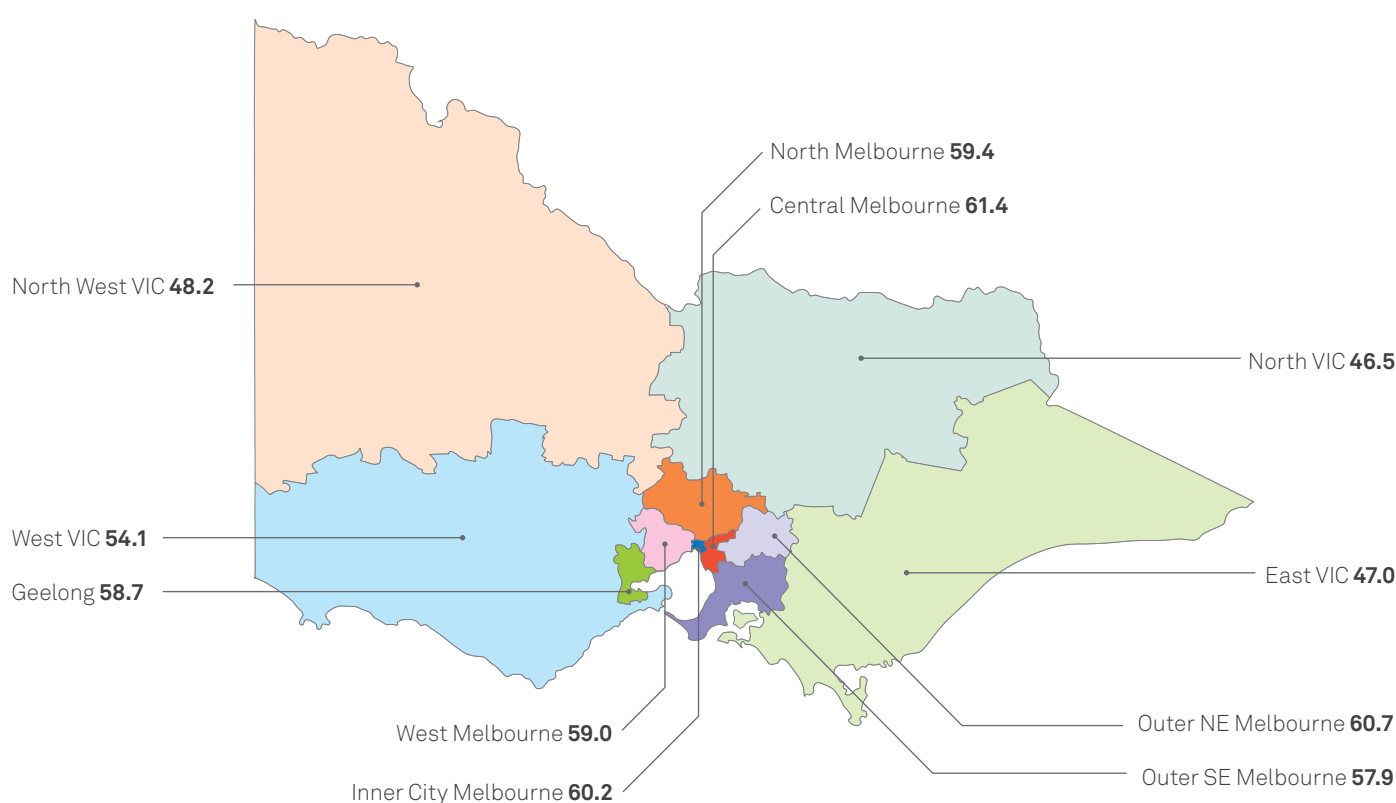 North Melbourne 59.4
Central Melbourne 61.4
North West VIC 48.2
North VIC 46.5
West VIC 54.1
East VIC 47.0
Geelong 58.7
Outer NE Melbourne 60.7
West Melbourne 59.0
Outer SE Melbourne 57.9
Inner City Melbourne 60.2